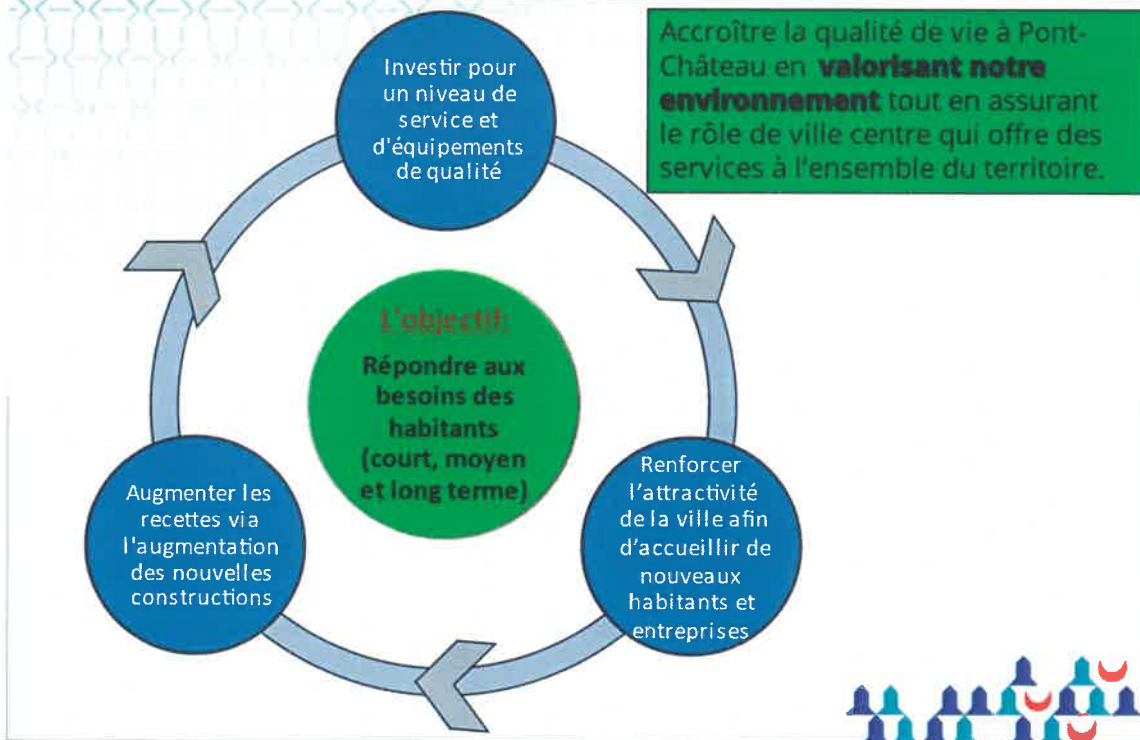 Investir pour
un niveau de
service et
d'équipements
de qualité
Accroître la qualité de vie à Pont-
Château en valorisant notre
environnement tout en assurant
le rôle de ville centre qui offre des
services à l'ensemble du territoire.
L'objectif:
Répondre aux
besoins des
habitants
(court, moyen
et long terme)
Renforcer
l'attractivité
de la ville afin
d'accueillir de
nouveaux
habitants et
entreprises
Augmenter les
recettes via
l'augmentation
des nouvelles
constructions